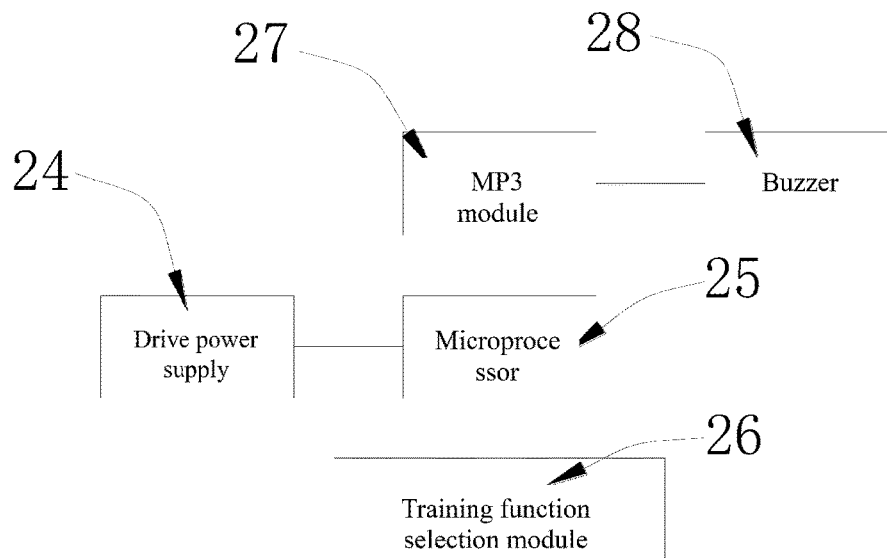 27
28
MP3
module
Buzzer
24
25
Drive power
supply
Microproce
ssor
26
Training function
selection module